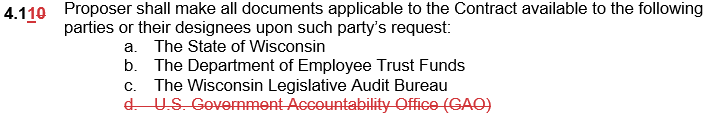 4.110 Proposer shall make all documents applicable to the Contract available to the following
parties or their designees upon such party's request:
a. The State of Wisconsin
b. The Department of Employee Trust Funds
c. The Wisconsin Legislative Audit Bureau
d. U.S. Government Accountability Office (GAO)